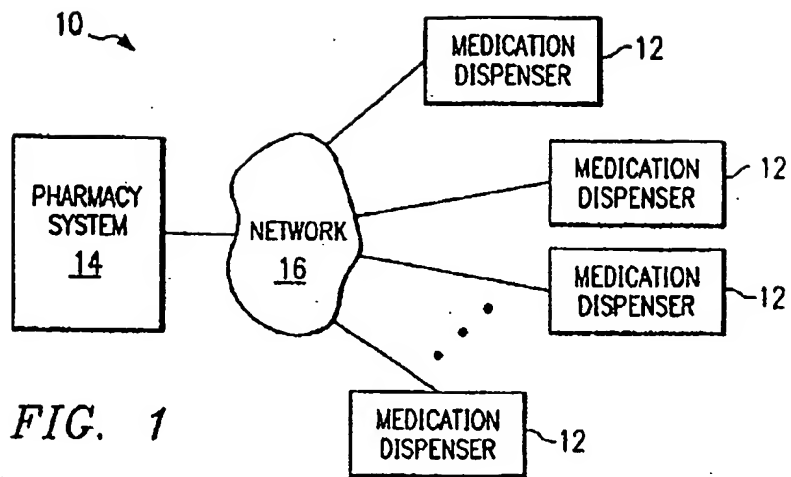 10
MEDICATION
DISPENSER
12
PHARMACY
SYSTEM
14
NETWORK
16
MEDICATION
DISPENSER
12
MEDICATION
DISPENSER
12
MEDICATION
DISPENSER
12
FIG. 1